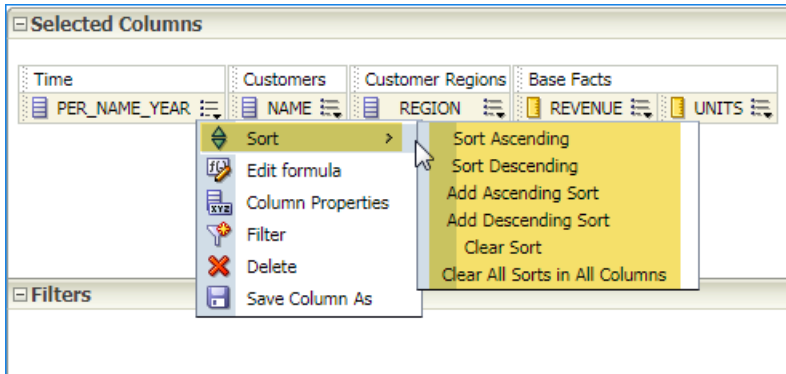 Selected Columns
Time Customers Customer Regions Base Facts
PER_NAME_YEAR NAME REGION REVENUE UNITS
Sort >
Edit formula
Column Properties
Filter
Delete
Save Column As
Sort Ascending
Sort Descending
Add Ascending Sort
Add Descending Sort
Clear Sort
Clear All Sorts in All Columns
Filters